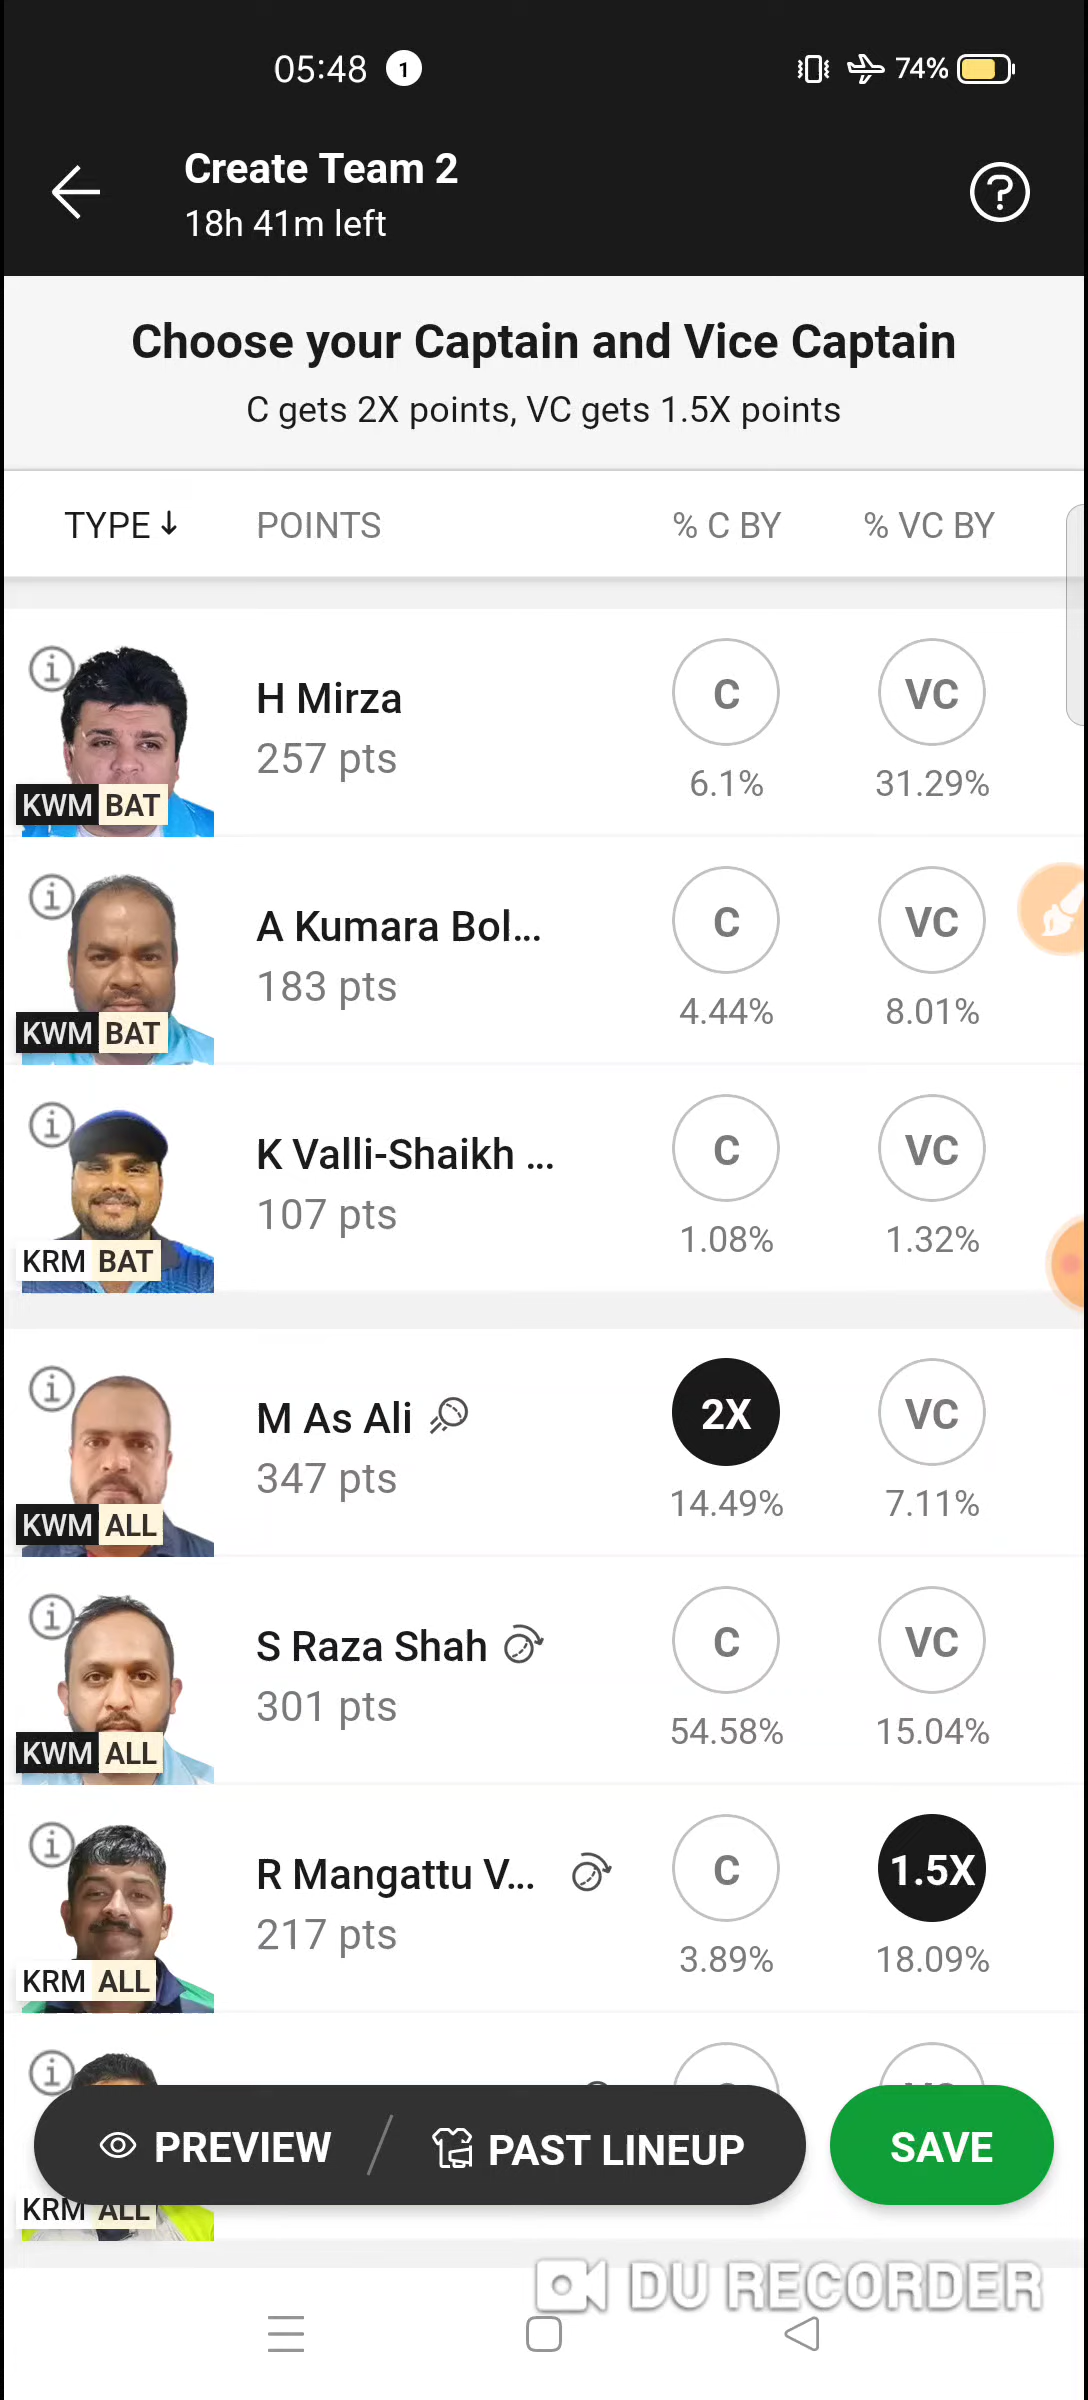 05:48 1 74%
Create Team 2
18h 41m left
Choose your Captain and Vice Captain
C gets 2X points, VC gets 1.5X points
TYPE POINTS % C BY % VC BY
H Mirza C VC
257 pts 6.1% 31.29%
KWM BAT
A Kumara Bol... C VC
183 pts 4.44% 8.01%
KWM BAT
K Valli-Shaikh ... C VC
107 pts 1.08% 1.32%
KRM BAT
M As Ali 2X VC
347 pts 14.49% 7.11%
KWM ALL
S Raza Shah C VC
301 pts 54.58% 15.04%
KWM ALL
R Mangattu V... C 1.5X
217 pts 3.89% 18.09%
KRM ALL
PREVIEW PAST LINEUP SAVE
KRM ALL
DU RECORDER